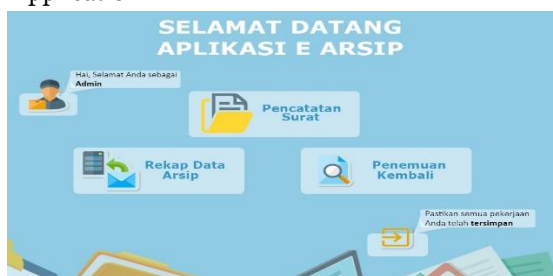 SELAMAT DATANG
APLIKASI E ARSIP
Hai, Selamat Anda sebagai
Admin
Pencatatan
Surat
Rekap Data
Arsip
Penemuan
Kembali
Pastikan semua pekerjaan
Anda telah tersimpan